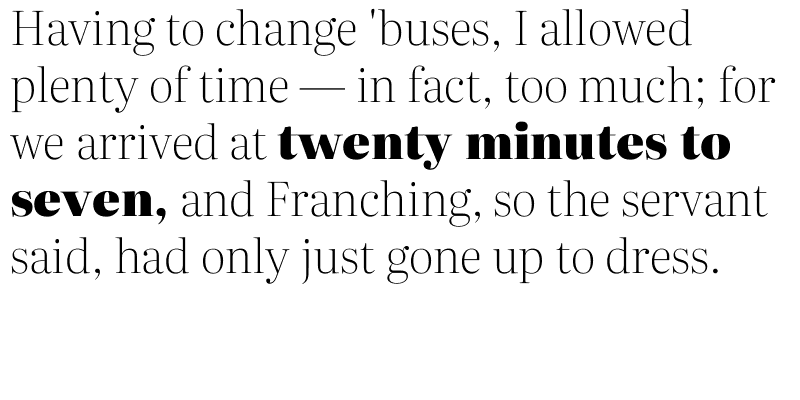 Having to change 'buses, I allowed
plenty of time — in fact, too much; for
we arrived at twenty minutes to
seven, and Franching, so the servant
said, had only just gone up to dress.